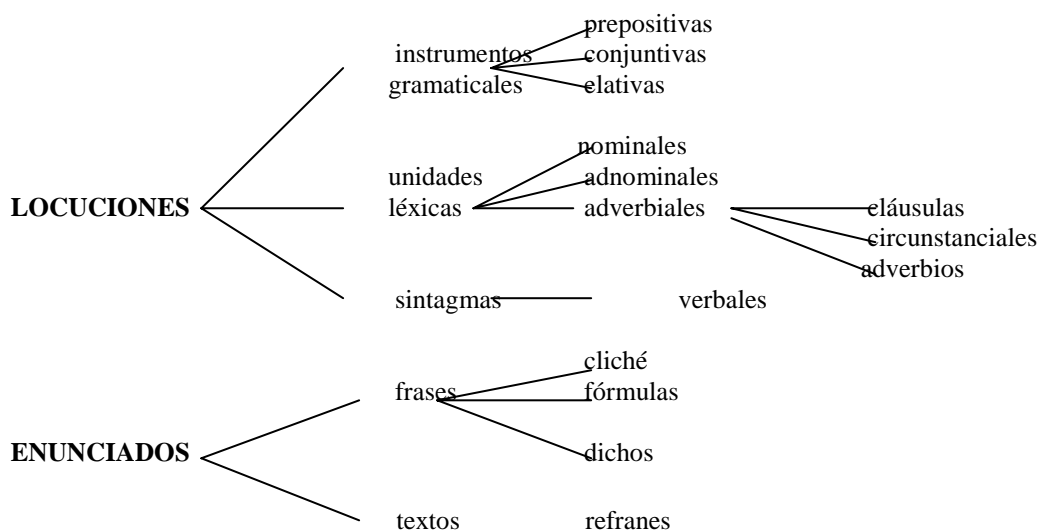 prepositivas
instrumentos conjuntivas
gramaticales elativas
nominales
unidades adnominales
LOCUCIONES léxicas adverbiales cláusulas
circunstanciales
adverbios
sintagmas verbales
cliché
frases fórmulas
ENUNCIADOS dichos
textos refranes